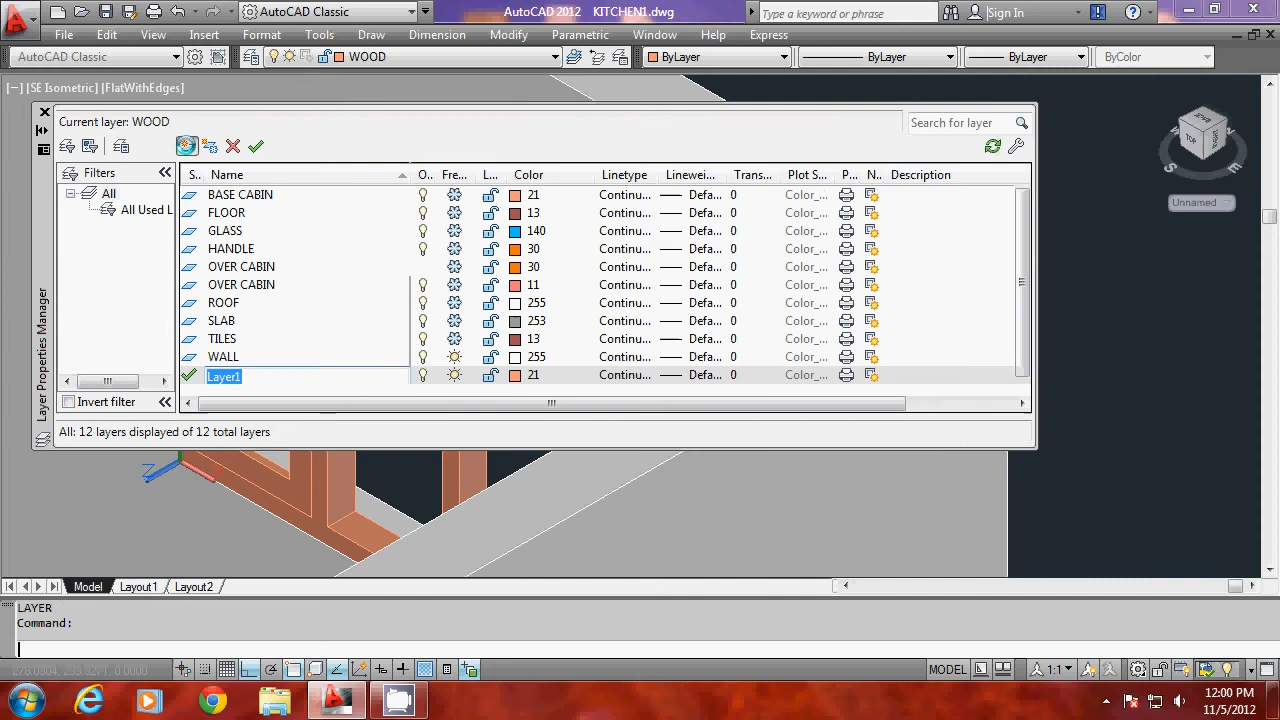 AutoCAD Classic
AutoCAD 2012 KITCHEN1.dwg
Type a keyword or phrase
Sign In
File Edit View Insert Format Tools Draw Dimension Modify Parametric Window Help Express
AutoCAD Classic
WOOD
ByLayer
ByLayer
ByLayer
ByColor
[−] [SE Isometric] [FlatWithEdges]
Current layer: WOOD
Search for layer
Filters
All
All Used L
Invert filter
S.. Name O.. Fre... L... Color Linetype Linewei... Trans... Plot S... P... N.. Description
BASE CABIN 21 Continu... Defa... 0 Color_...
FLOOR 13 Continu... Defa... 0 Color_...
GLASS 140 Continu... Defa... 0 Color_...
HANDLE 30 Continu... Defa... 0 Color_...
OVER CABIN 30 Continu... Defa... 0 Color_...
OVER CABIN 11 Continu... Defa... 0 Color_...
ROOF 255 Continu... Defa... 0 Color_...
SLAB 253 Continu... Defa... 0 Color_...
TILES 13 Continu... Defa... 0 Color_...
WALL 255 Continu... Defa... 0 Color_...
Layer1 21 Continu... Defa... 0 Color_...
All: 12 layers displayed of 12 total layers
Layer Properties Manager
TOP
S
E
W
Unnamed
Z
Model Layout1 Layout2
LAYER
Command:
MODEL
1:1
12:00 PM
11/5/2012